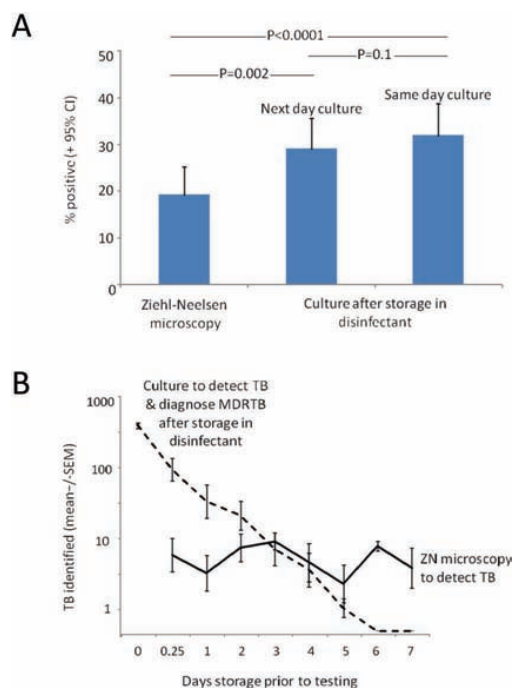 A
P<0.0001
P=0.002
P=0.1
50
40
30
20
10
0
% positive (+ 95% CI)
Next day culture
Same day culture
Ziehl-Neelsen
microscopy
Culture after storage in
disinfectant
B
Culture to detect TB
& diagnose MDRTB
after storage in
disinfectant
1000
100
10
1
TB identified (mean+/-SEM)
ZN microscopy
to detect TB
0 0.25 1 2 3 4 5 6 7
Days storage prior to testing